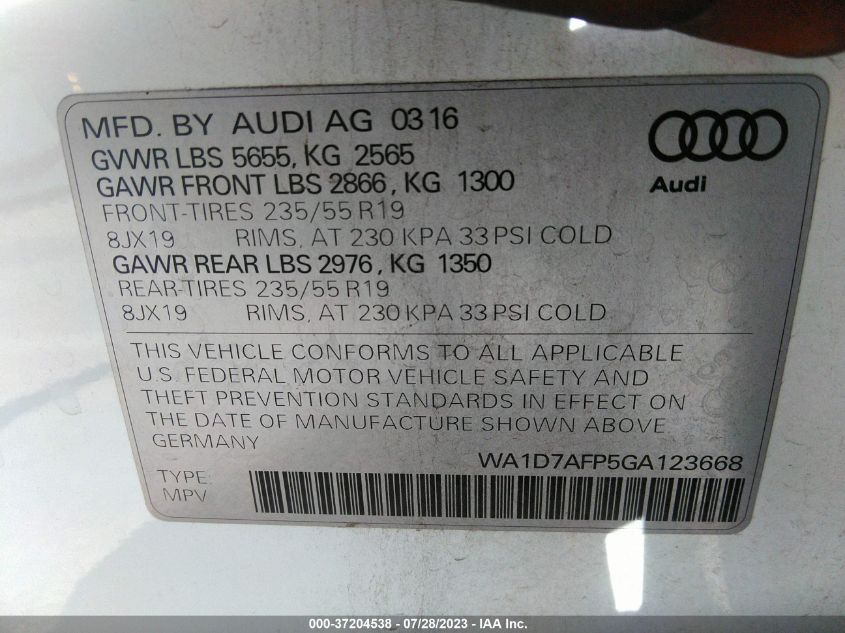 MFD. BY AUDI AG 03 16
GVWR LBS 5655, KG 2565
GAWR FRONT LBS 2866, KG 1300
FRONT-TIRES 235/55 R19
8JX19 RIMS, AT 230 KPA 33 PSI COLD
GAWR REAR LBS 2976, KG 1350
REAR-TIRES 235/55 R19
8JX19 RIMS, AT 230 KPA 33 PSI COLD
Audi
THIS VEHICLE CONFORMS TO ALL APPLICABLE
U.S. FEDERAL MOTOR VEHICLE SAFETY AND
THEFT PREVENTION STANDARDS IN EFFECT ON
THE DATE OF MANUFACTURE SHOWN ABOVE
GERMANY
WA1D7AFP5GA123668
TYPE:
MPV
000-37204538 - 07/28/2023 - IAA Inc.